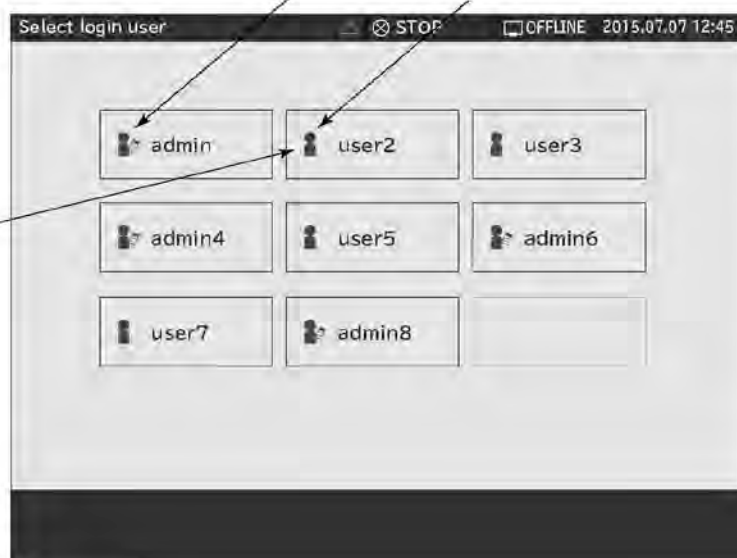 Select login user STOP OFFLINE 2015.07.07 12:45
admin user2 user3
admin4 user5 admin6
user7 admin8